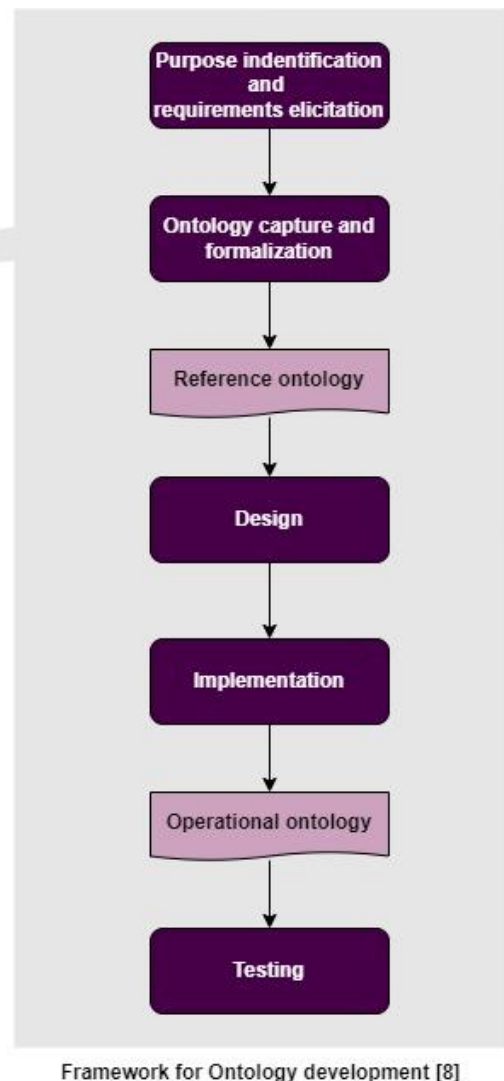 Purpose indentification
and
requirements elicitation
Ontology capture and
formalization
Reference ontology
Design
Implementation
Operational ontology
Testing
Framework for Ontology development [8]